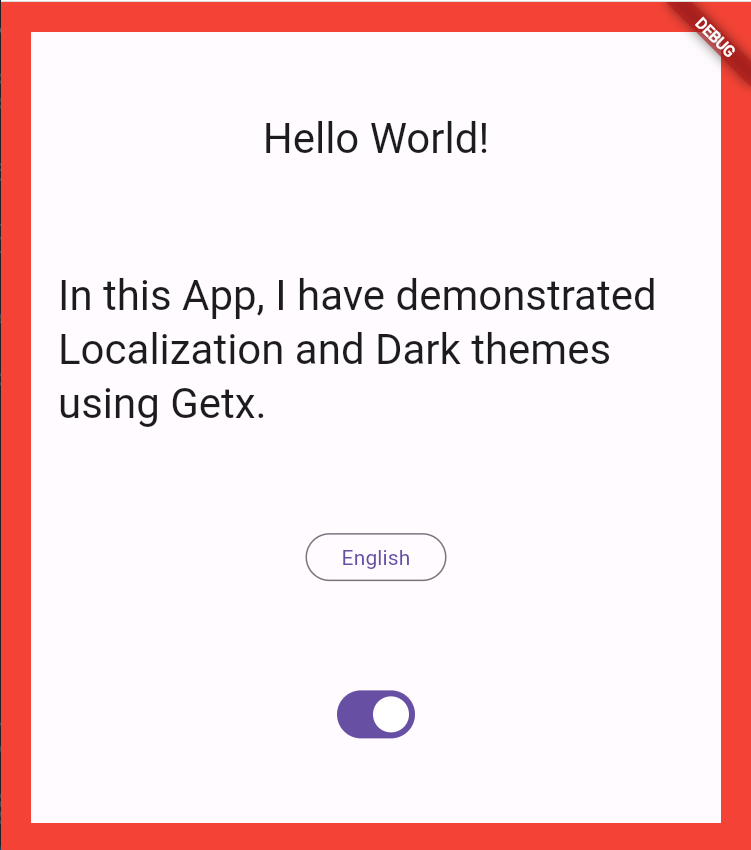 DEBUG
Hello World!
In this App, I have demonstrated
Localization and Dark themes
using Getx.
English